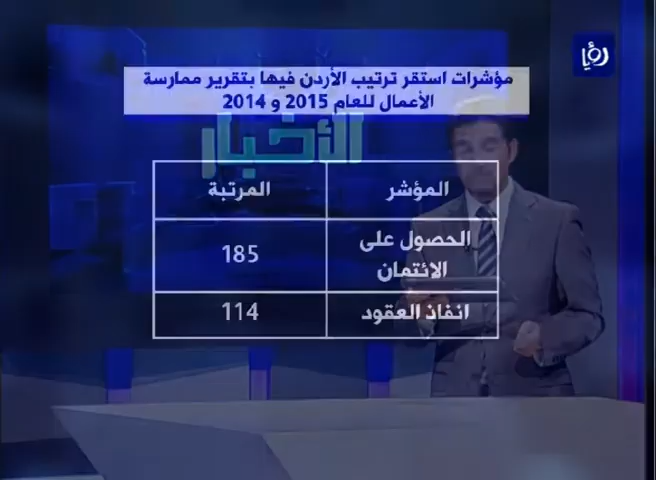 رؤيا
مؤشرات استقر ترتيب الأردن فيها بتقرير ممارسة
الأعمال للعام 2015 و 2014
الأخبار
المؤشر المرتبة
الحصول على
الائتمان 185
انفاذ العقود 114